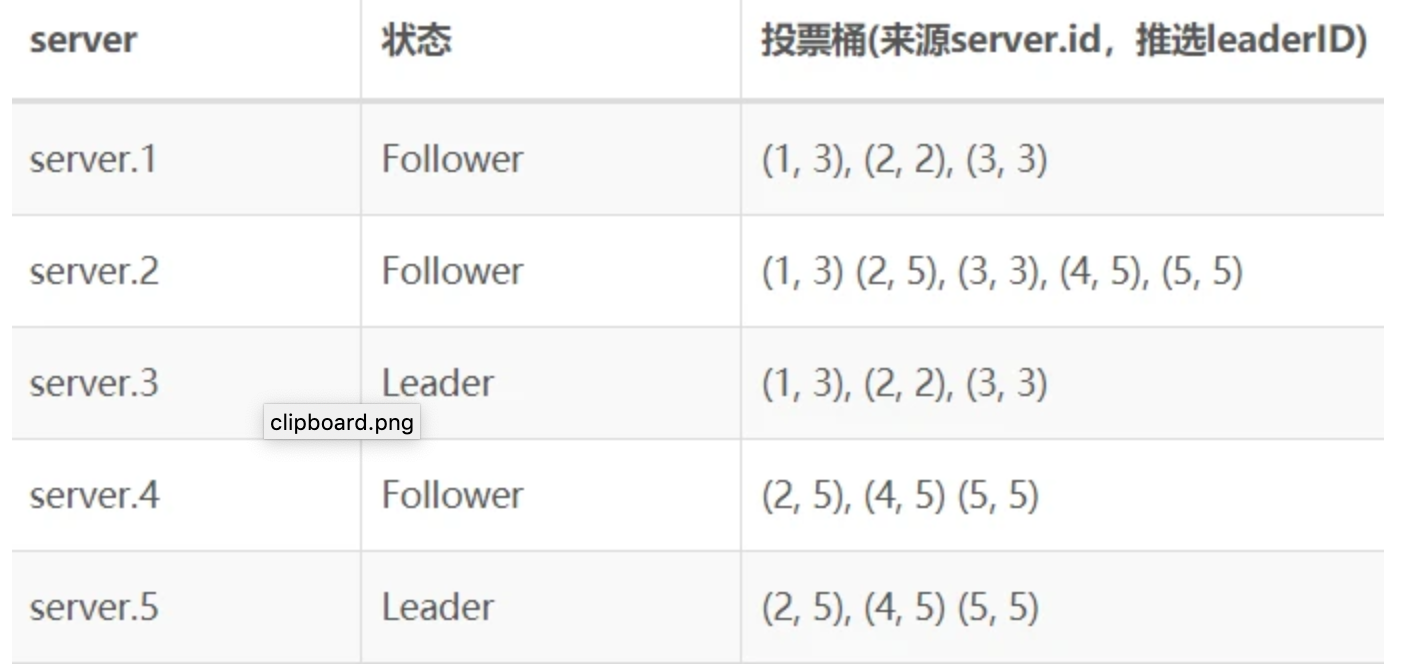 server 状态 投票桶(来源server.id，推选leaderID)
server.1 Follower (1, 3), (2, 2), (3, 3)
server.2 Follower (1, 3) (2, 5), (3, 3), (4, 5), (5, 5)
server.3 Leader (1, 3), (2, 2), (3, 3)
clipboard.png
server.4 Follower (2, 5), (4, 5) (5, 5)
server.5 Leader (2, 5), (4, 5) (5, 5)